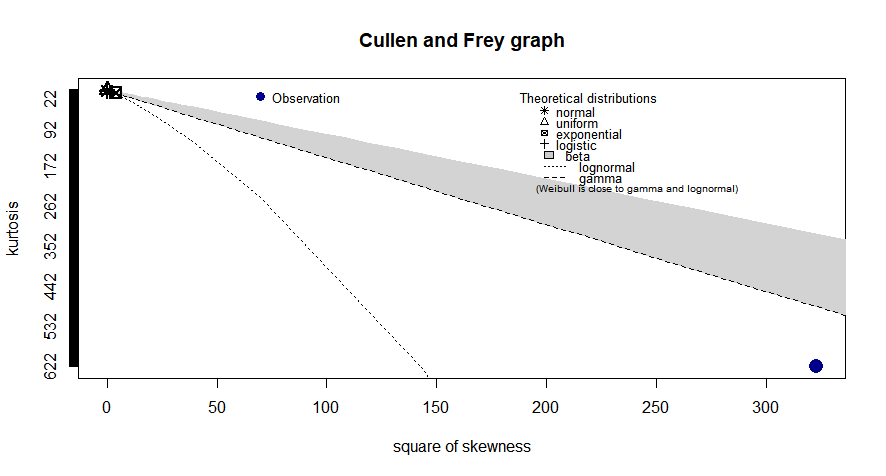 Cullen and Frey graph
Observation
Theoretical distributions
normal
uniform
exponential
logistic
beta
lognormal
gamma
(Weibull is close to gamma and lognormal)
kurtosis
22
92
172
262
352
442
532
622
0
50
100
150
200
250
300
square of skewness